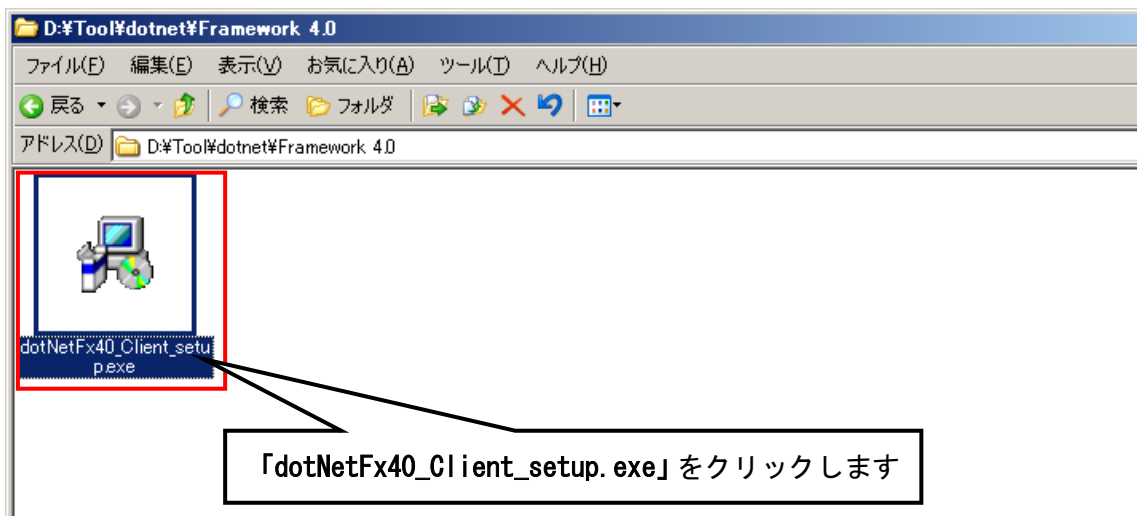 D:¥Tool¥dotnet¥Framework 4.0
ファイル(F) 編集(E) 表示(V) お気に入り(A) ツール(T) ヘルプ(H)
戻る 検索 フォルダ
アドレス(D) D:¥Tool¥dotnet¥Framework 4.0
dotNetFx40_Client_setu
p.exe
「dotNetFx40_Client_setup.exe」をクリックします